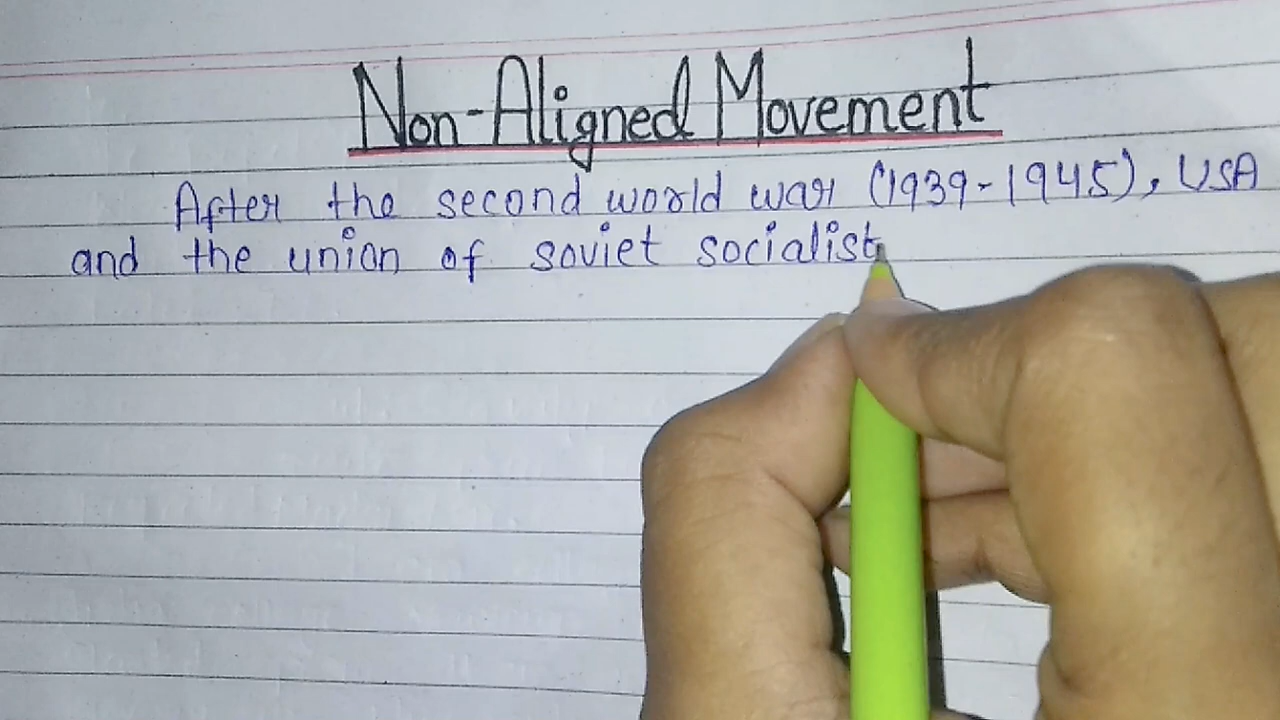 Non-Aligned Movement
After the second world war (1939-1945), USA
and the union of soviet socialist